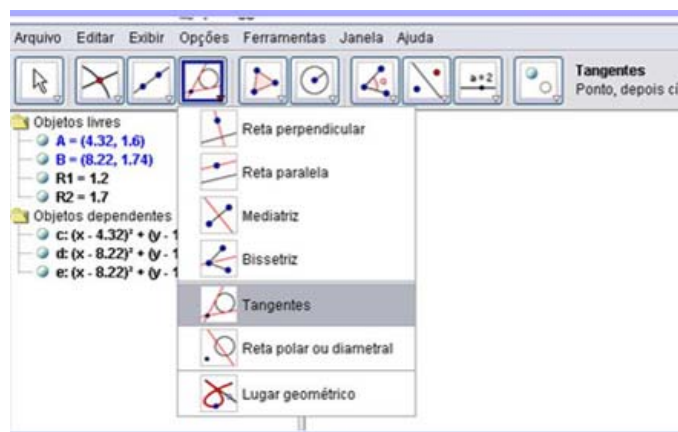 Arquivo Editar Exibir Opções Ferramentas Janela Ajuda
a=2
Tangentes
Ponto, depois
Objetos livres
A = (4.32, 1.6)
B = (8.22, 1.74)
R1 = 1.2
R2 = 1.7
Objetos dependentes
c: (x - 4.32)² + (y - 1
d: (x - 8.22)² + (y - 1
e: (x - 8.22)² + (y - 1
Reta perpendicular
Reta paralela
Mediatriz
Bissetriz
Tangentes
Reta polar ou diametral
Lugar geométrico